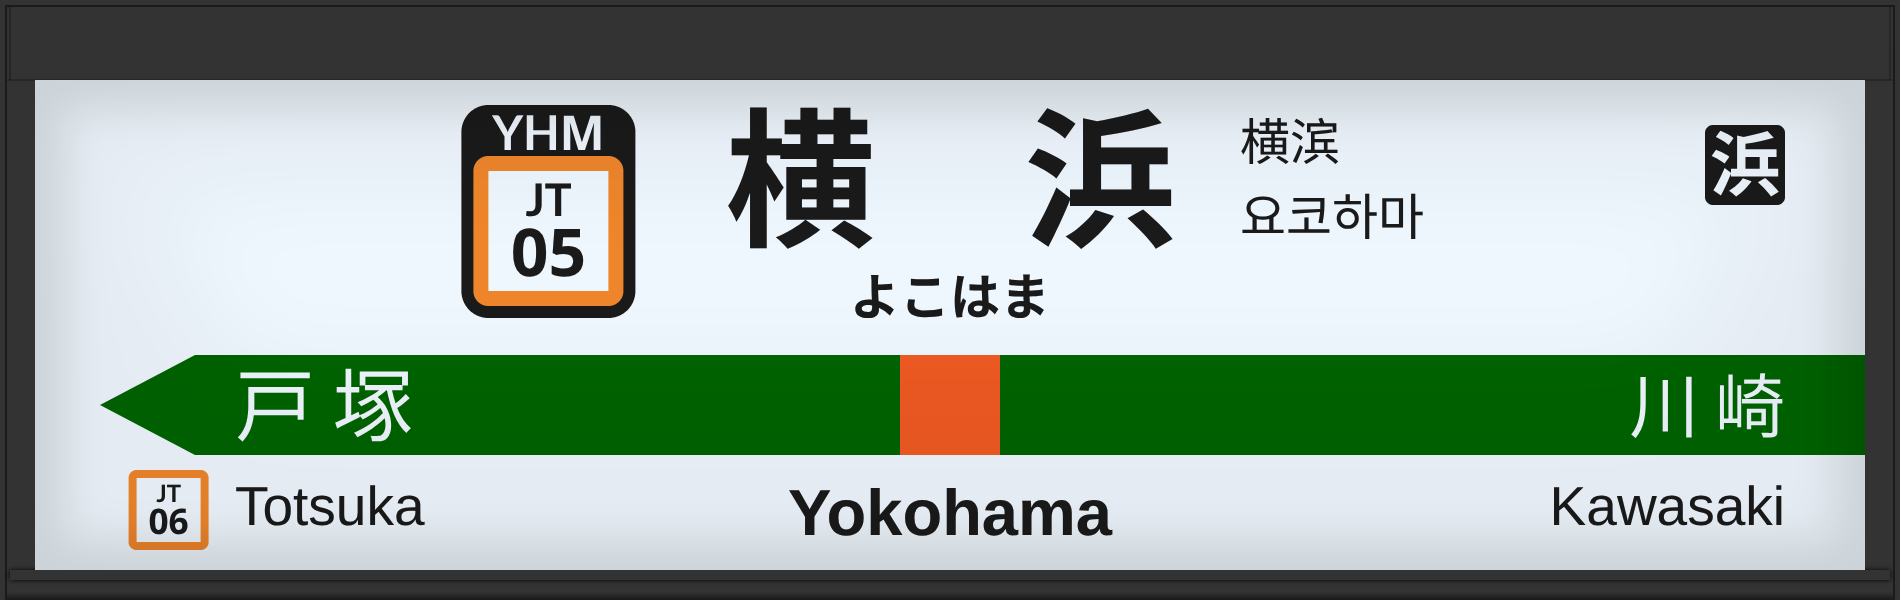 YHM
JT
05
横 浜
横滨
요코하마
浜
よこはま
戸塚
川崎
JT
06
Totsuka
Yokohama
Kawasaki